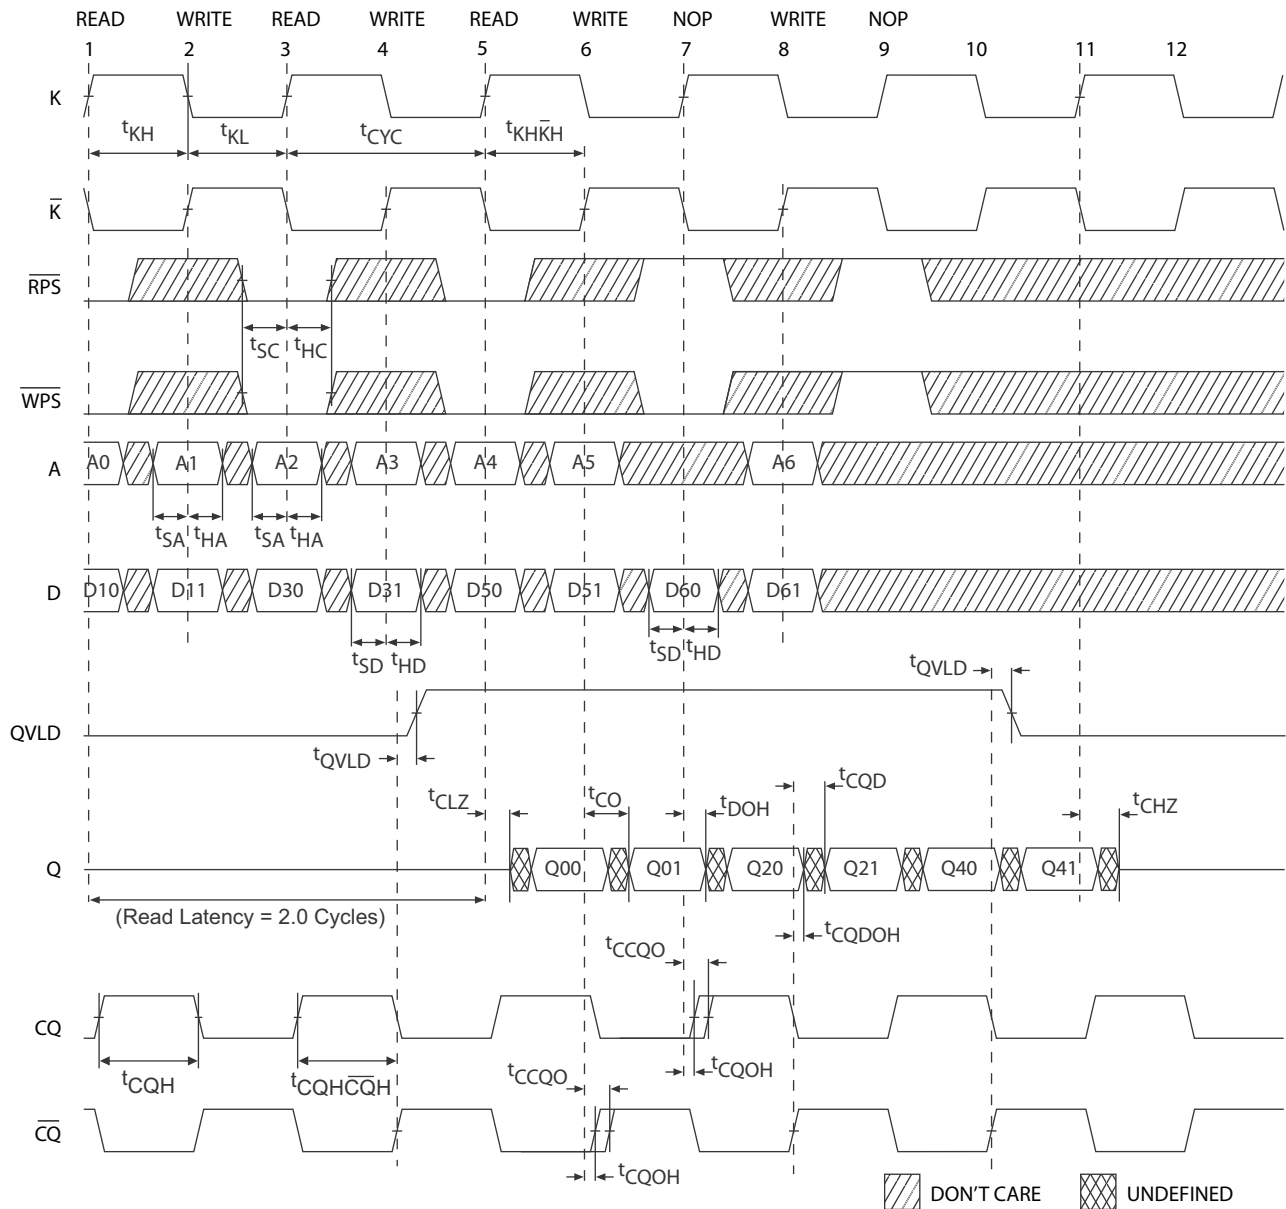 READ WRITE READ WRITE READ WRITE NOP WRITE NOP
1 2 3 4 5 6 7 8 9 10 11 12
K
tKH tKL tCYC tKHK̅H
K̅
R̅P̅S̅
tSC tHC
W̅P̅S̅
A A0 A1 A2 A3 A4 A5 A6
tSA tHA tSA tHA
D D10 D11 D30 D31 D50 D51 D60 D61
tSD tHD tSD tHD
tQVLD
QVLD
tQVLD
tCLZ tCO tDOH tCQD tCHZ
Q Q00 Q01 Q20 Q21 Q40 Q41
(Read Latency = 2.0 Cycles)
tCQDOH
tCCQO
CQ
tCQH tCQHC̅Q̅H tCCQO tCQOH
C̅Q̅
tCQOH
DON'T CARE UNDEFINED